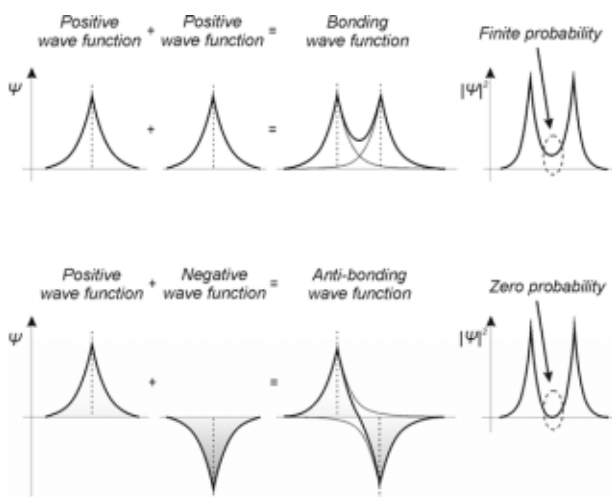 Positive + Positive = Bonding
wave function wave function wave function
Finite probability
Ψ
|Ψ|²
+ =
Positive + Negative = Anti-bonding
wave function wave function wave function
Zero probability
Ψ
|Ψ|²
+ =